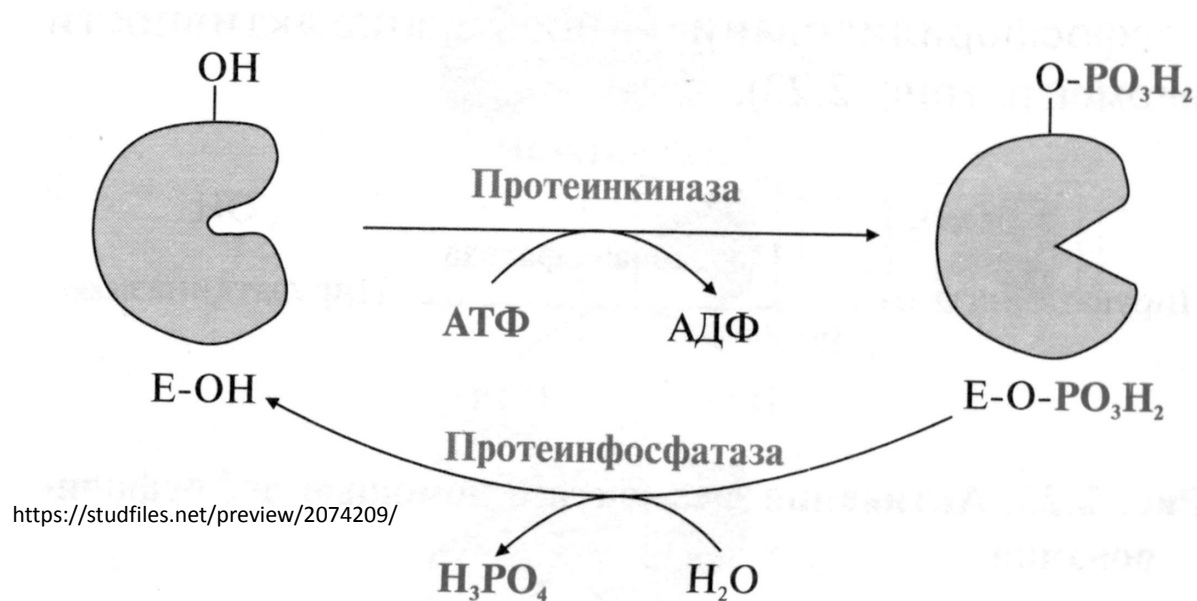 OH
O-PO₃H₂
Протеинкиназа
АТФ
АДФ
E-OH
E-O-PO₃H₂
Протеинфосфатаза
https://studfiles.net/preview/2074209/
H₃PO₄
H₂O